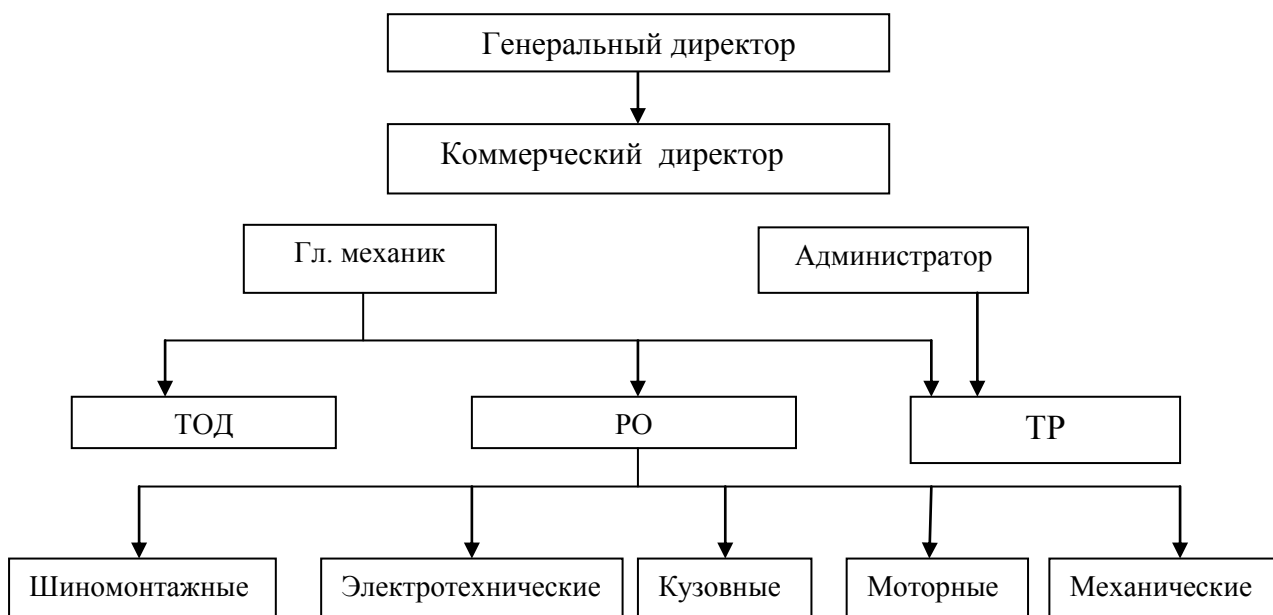 Генеральный директор
Коммерческий директор
Гл. механик
Администратор
ТОД
РО
ТР
Шиномонтажные
Электротехнические
Кузовные
Моторные
Механические